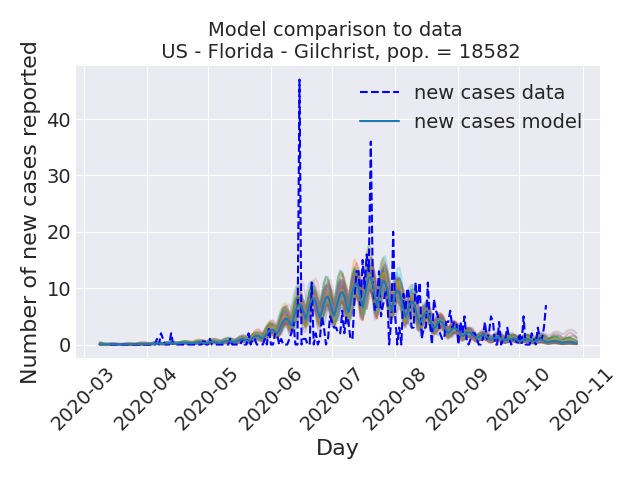 Model comparison to data
US - Florida - Gilchrist, pop. = 18582
Number of new cases reported
40
30
20
10
0
new cases data
new cases model
2020-03
2020-04
2020-05
2020-06
2020-07
2020-08
2020-09
2020-10
2020-11
Day